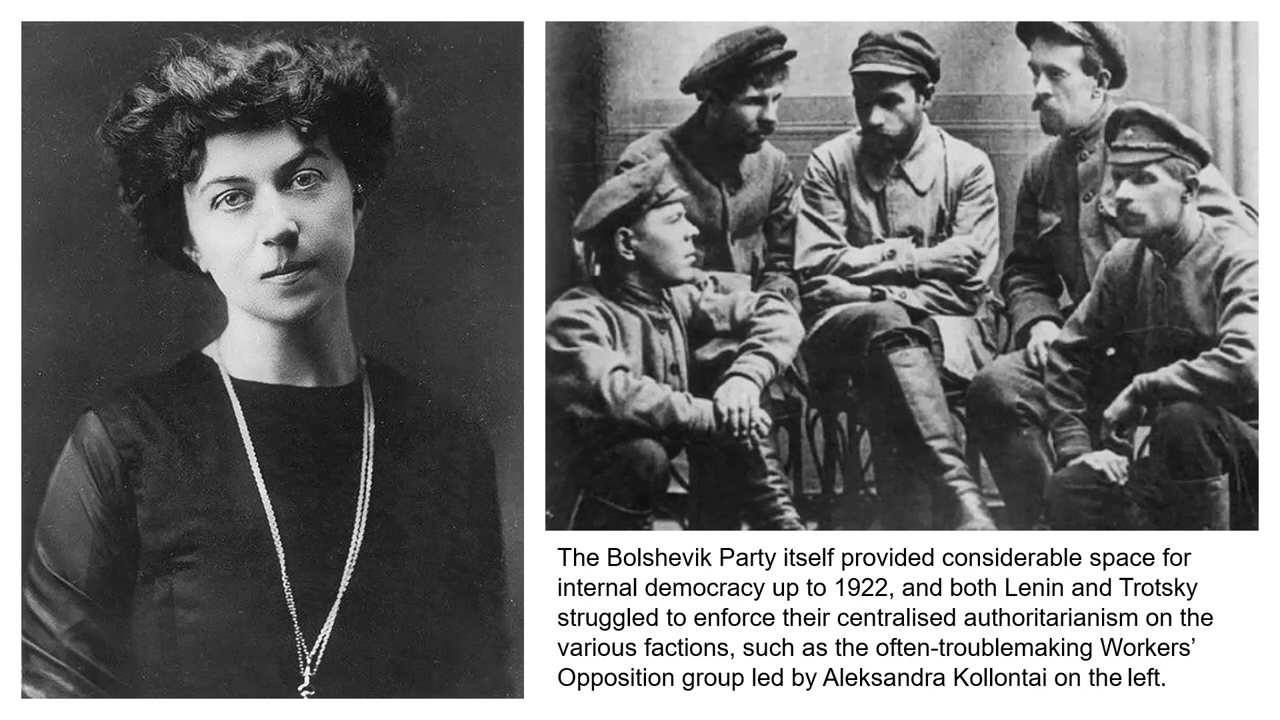 The Bolshevik Party itself provided considerable space for
internal democracy up to 1922, and both Lenin and Trotsky
struggled to enforce their centralised authoritarianism on the
various factions, such as the often-troublemaking Workers’
Opposition group led by Aleksandra Kollontai on the left.